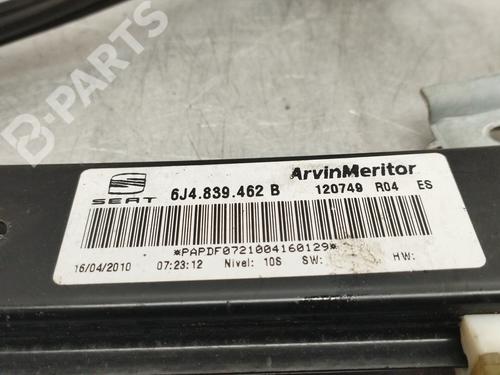 B-PARTS
ArvinMeritor
SEAT
6J4.839.462 B
120749 R04 ES
*PAPDF0721004160129*
16/04/2010 07:23:12 Nivel: 10S SW: HW: